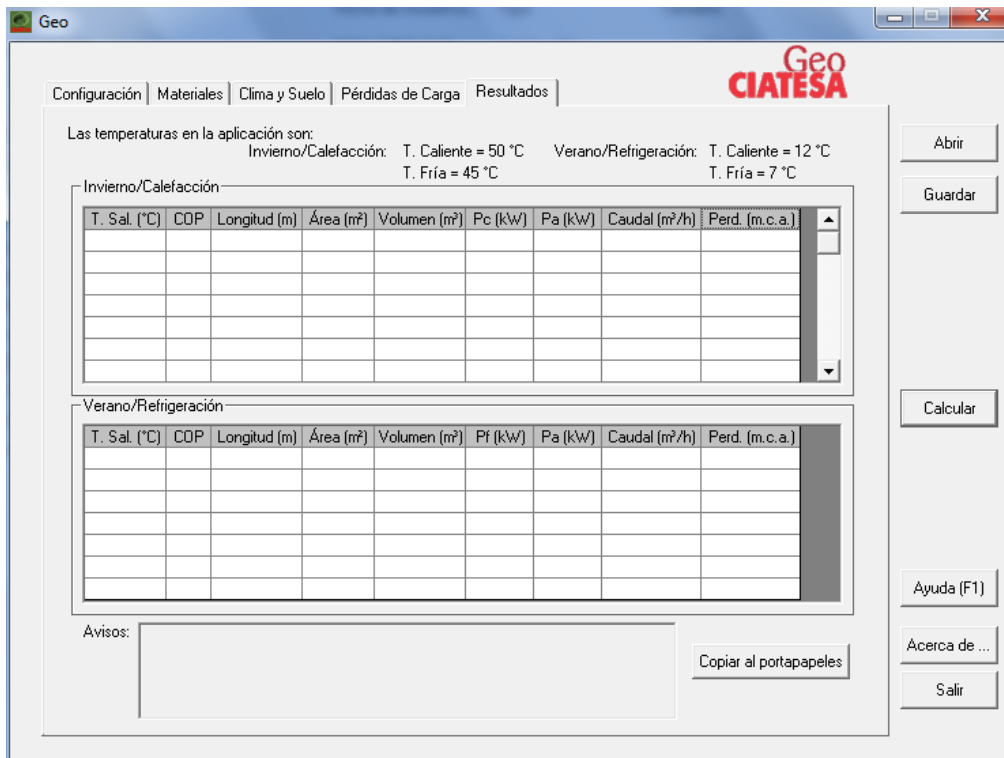 Geo
Geo
CIATESA
Configuración Materiales Clima y Suelo Pérdidas de Carga Resultados
Las temperaturas en la aplicación son:
Invierno/Calefacción: T. Caliente = 50 °C Verano/Refrigeración: T. Caliente = 12 °C
T. Fría = 45 °C T. Fría = 7 °C
Abrir
Guardar
Invierno/Calefacción
T. Sal. (°C) COP Longitud (m) Área (m²) Volumen (m³) Pc (kW) Pa (kW) Caudal (m³/h) Perd. (m.c.a.)
Verano/Refrigeración
Calcular
T. Sal. (°C) COP Longitud (m) Área (m²) Volumen (m³) Pf (kW) Pa (kW) Caudal (m³/h) Perd. (m.c.a.)
Ayuda (F1)
Avisos:
Copiar al portapapeles
Acerca de ...
Salir